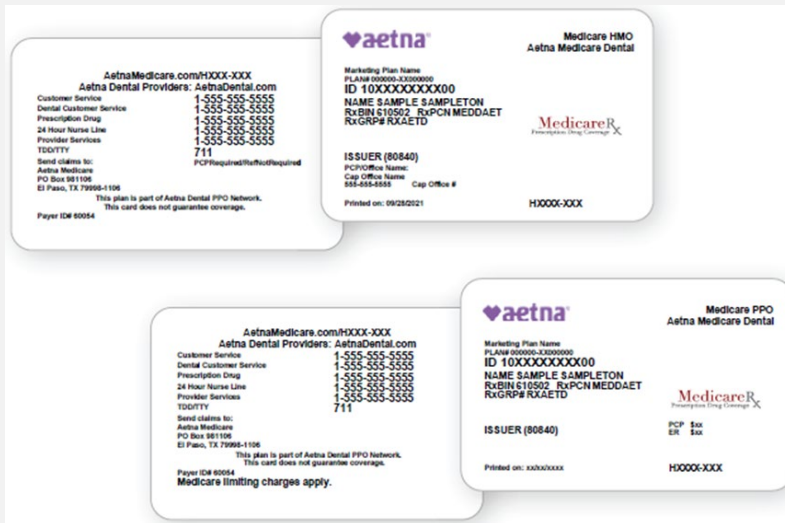 AetnaMedicare.com/HXXX-XXX
Aetna Dental Providers: AetnaDental.com
Customer Service 1-555-555-5555
Dental Customer Service 1-555-555-5555
Prescription Drug 1-555-555-5555
24 Hour Nurse Line 1-555-555-5555
Provider Services 1-555-555-5555
TDD/TTY 711
Send claims to: PCPRequired/RefNotRequired
Aetna Medicare
PO Box 981106
El Paso, TX 79998-1106
This plan is part of Aetna Dental PPO Network.
This card does not guarantee coverage.
Payer ID# 60054
aetna®
Medicare HMO
Aetna Medicare Dental
Marketing Plan Name
PLAN# 000000-XX000000
ID 10XXXXXXXX00
NAME SAMPLE SAMPLETON
RxBIN 610502 RxPCN MEDDAET
RxGRP# RXAETD
MedicareRx
Prescription Drug Coverage
ISSUER (80840)
PCP/Office Name:
Cap Office Name
555-555-5555 Cap Office #
Printed on: 09/28/2021 HXXXX-XXX
AetnaMedicare.com/HXXX-XXX
Aetna Dental Providers: AetnaDental.com
Customer Service 1-555-555-5555
Dental Customer Service 1-555-555-5555
Prescription Drug 1-555-555-5555
24 Hour Nurse Line 1-555-555-5555
Provider Services 1-555-555-5555
TDD/TTY 711
Send claims to:
Aetna Medicare
PO Box 981106
El Paso, TX 79998-1106
This plan is part of Aetna Dental PPO Network.
This card does not guarantee coverage.
Payer ID# 60054
Medicare limiting charges apply.
aetna®
Medicare PPO
Aetna Medicare Dental
Marketing Plan Name
PLAN# 000000-XX000000
ID 10XXXXXXXX00
NAME SAMPLE SAMPLETON
RxBIN 610502 RxPCN MEDDAET
RxGRP# RXAETD
MedicareRx
Prescription Drug Coverage
ISSUER (80840)
PCP $xx
ER $xx
Printed on: xx/xx/xxxx HXXXX-XXX